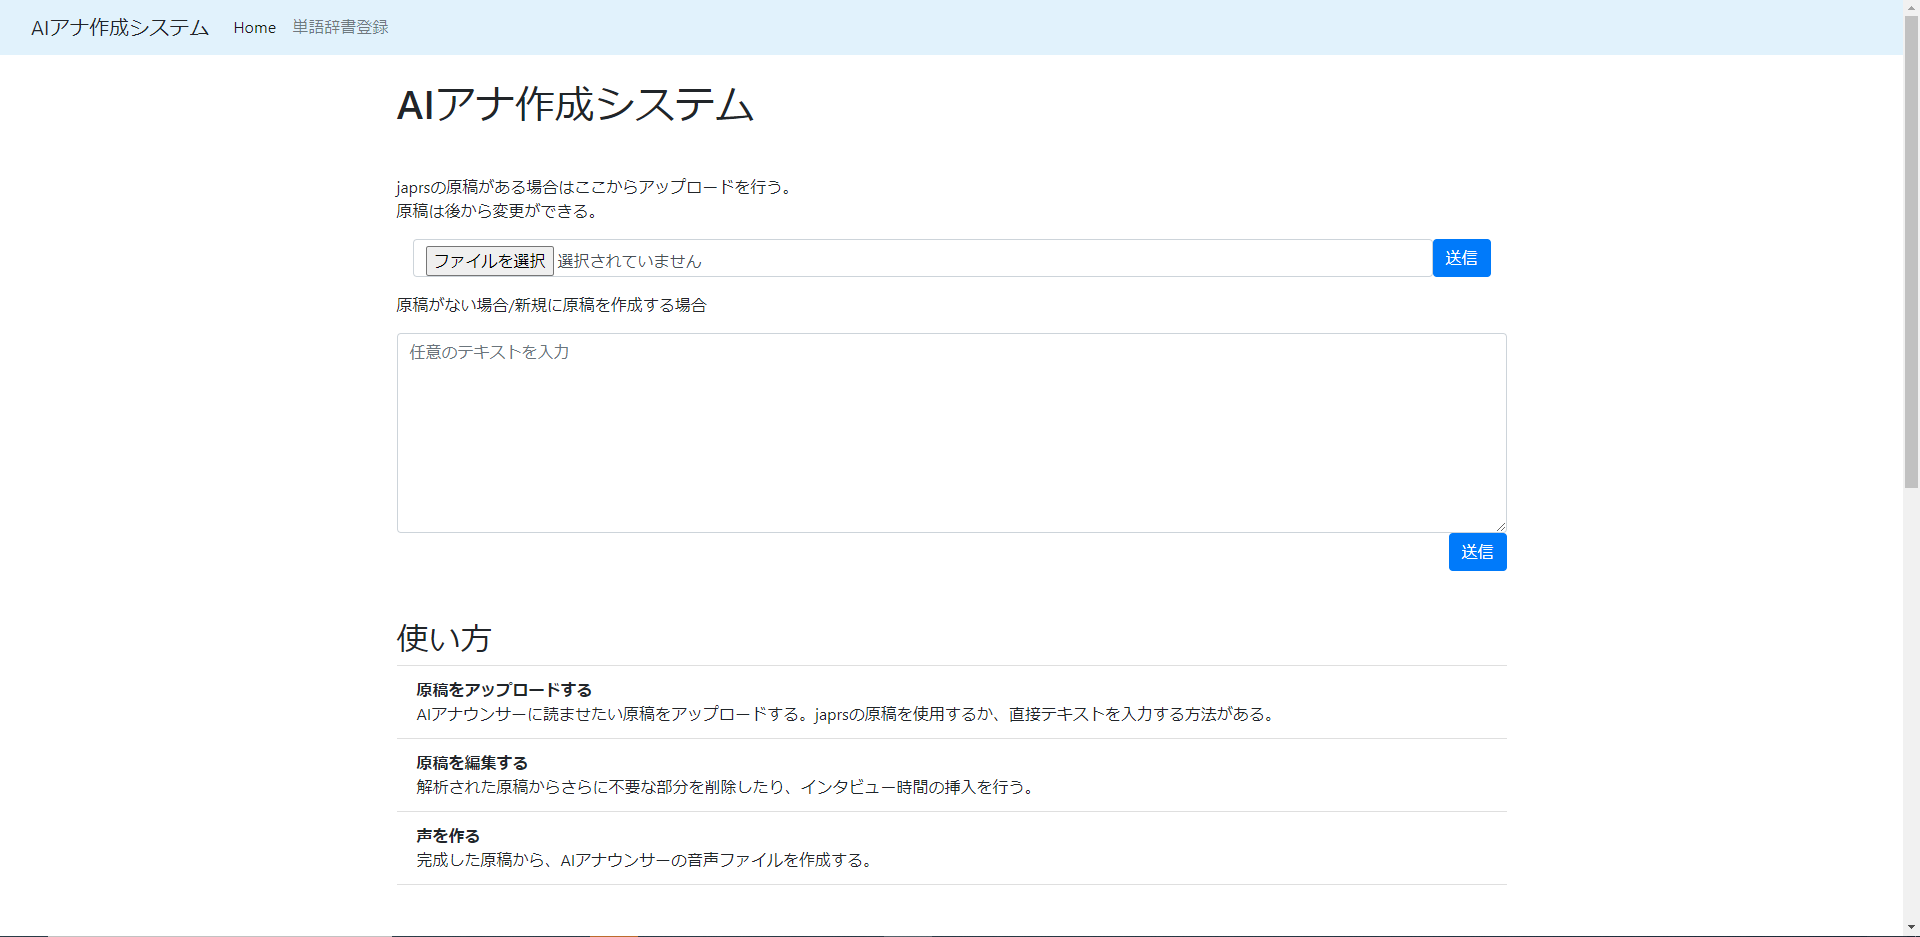 AIアナ作成システム Home 単語辞書登録
AIアナ作成システム
japrsの原稿がある場合はここからアップロードを行う。
原稿は後から変更ができる。
ファイルを選択 選択されていません 送信
原稿がない場合/新規に原稿を作成する場合
任意のテキストを入力
送信
使い方
原稿をアップロードする
AIアナウンサーに読ませたい原稿をアップロードする。japrsの原稿を使用するか、直接テキストを入力する方法がある。
原稿を編集する
解析された原稿からさらに不要な部分を削除したり、インタビュー時間の挿入を行う。
声を作る
完成した原稿から、AIアナウンサーの音声ファイルを作成する。